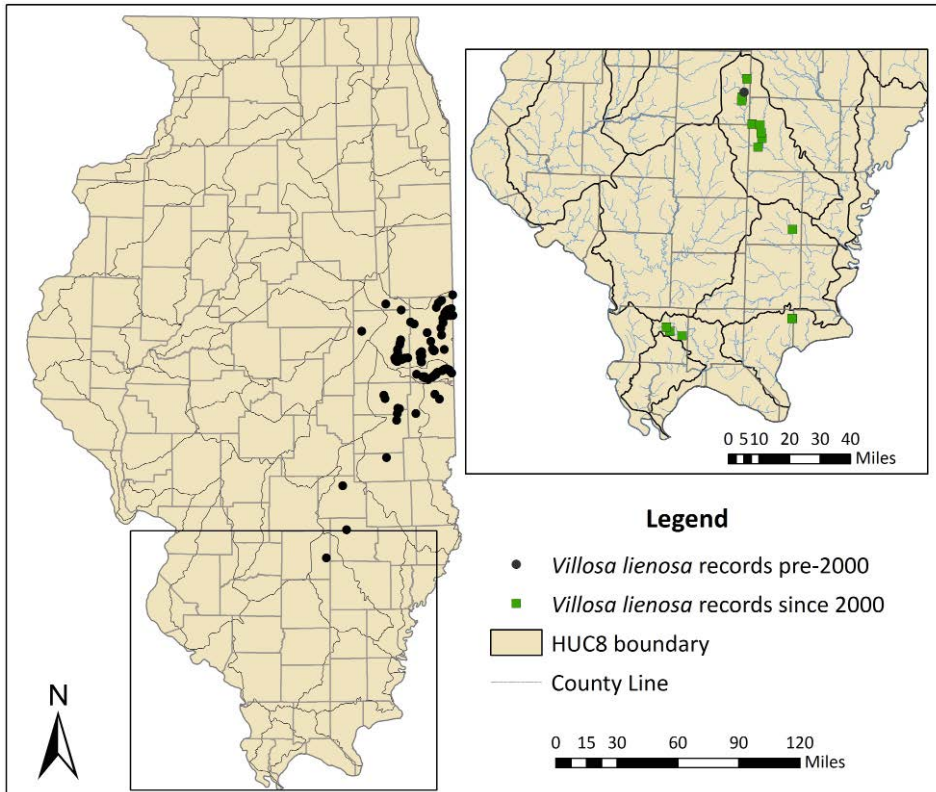 0 5 10 20 30 40
Miles
Legend
Villosa lienosa records pre-2000
Villosa lienosa records since 2000
HUC8 boundary
County Line
N
0 15 30 60 90 120
Miles